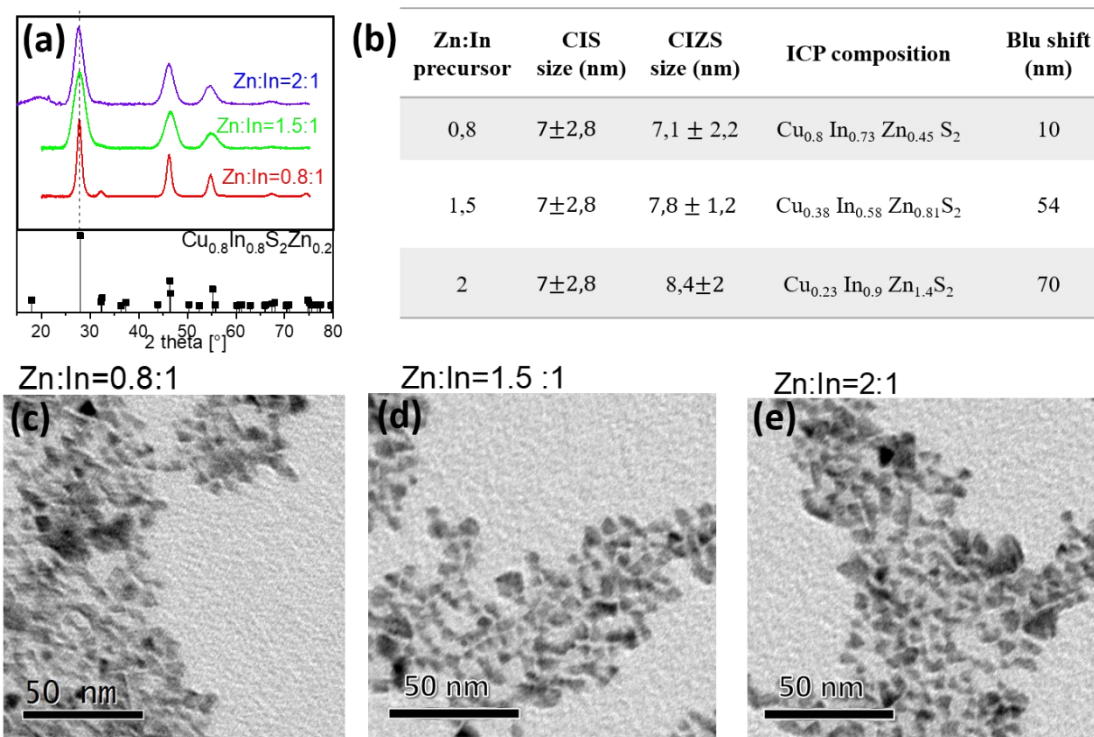 (a)
Zn:In=2:1
Zn:In=1.5:1
Zn:In=0.8:1
Cu0.8In0.8S2Zn0.2
20 30 40 50 60 70 80
2 theta [°]
(b)
Zn:In precursor CIS size (nm) CIZS size (nm) ICP composition Blu shift (nm)
0,8 7±2,8 7,1 ± 2,2 Cu0.8 In0.73 Zn0.45 S2 10
1,5 7±2,8 7,8 ± 1,2 Cu0.38 In0.58 Zn0.81S2 54
2 7±2,8 8,4±2 Cu0.23 In0.9 Zn1.4S2 70
Zn:In=0.8:1
(c)
50 nm
Zn:In=1.5 :1
(d)
50 nm
Zn:In=2:1
(e)
50 nm